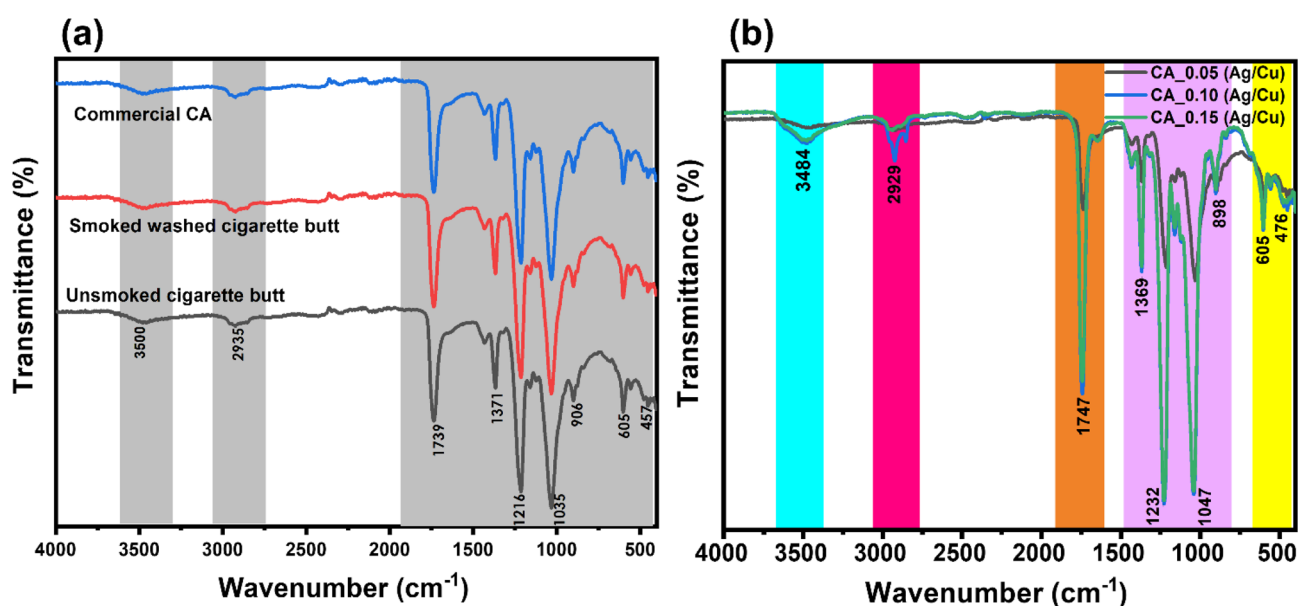 (a)
Transmittance (%)
Commercial CA
Smoked washed cigarette butt
Unsmoked cigarette butt
3500
2935
1739
1371
1216
1035
906
605
457
4000 3500 3000 2500 2000 1500 1000 500
Wavenumber (cm⁻¹)
(b)
Transmittance (%)
CA_0.05 (Ag/Cu)
CA_0.10 (Ag/Cu)
CA_0.15 (Ag/Cu)
3484
2929
1747
1369
1232
1047
898
605
476
4000 3500 3000 2500 2000 1500 1000 500
Wavenumber (cm⁻¹)